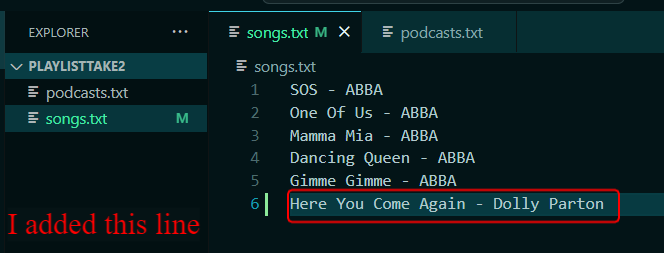 EXPLORER
PLAYLISTTAKE2
podcasts.txt
songs.txt M
I added this line
songs.txt M
podcasts.txt
songs.txt
1 SOS - ABBA
2 One Of Us - ABBA
3 Mamma Mia - ABBA
4 Dancing Queen - ABBA
5 Gimme Gimme - ABBA
6 Here You Come Again - Dolly Parton